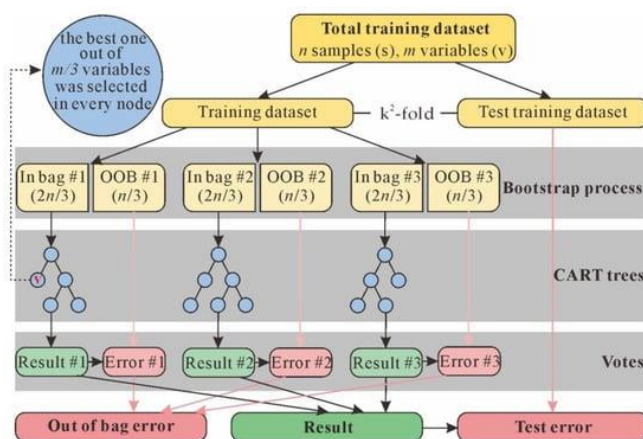 the best one
out of
m/3 variables
was selected
in every node
Total training dataset
n samples (s), m variables (v)
Training dataset
k²-fold
Test training dataset
In bag #1
(2n/3)
OOB #1
(n/3)
In bag #2
(2n/3)
OOB #2
(n/3)
In bag #3
(2n/3)
OOB #3
(n/3)
Bootstrap process
v
CART trees
Result #1
Error #1
Result #2
Error #2
Result #3
Error #3
Votes
Out of bag error
Result
Test error